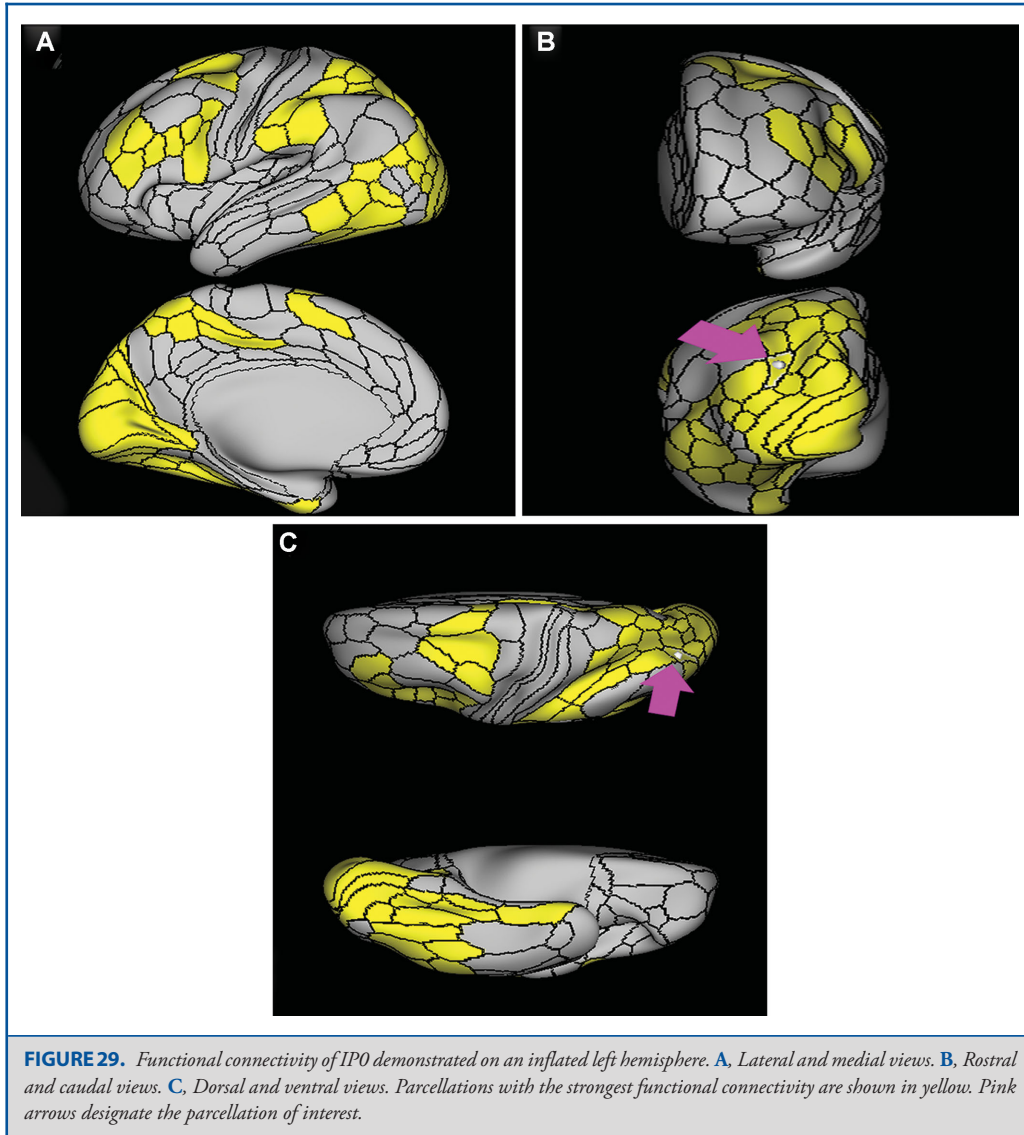 A
B
C
FIGURE 29. Functional connectivity of IP0 demonstrated on an inflated left hemisphere. A, Lateral and medial views. B, Rostral
and caudal views. C, Dorsal and ventral views. Parcellations with the strongest functional connectivity are shown in yellow. Pink
arrows designate the parcellation of interest.